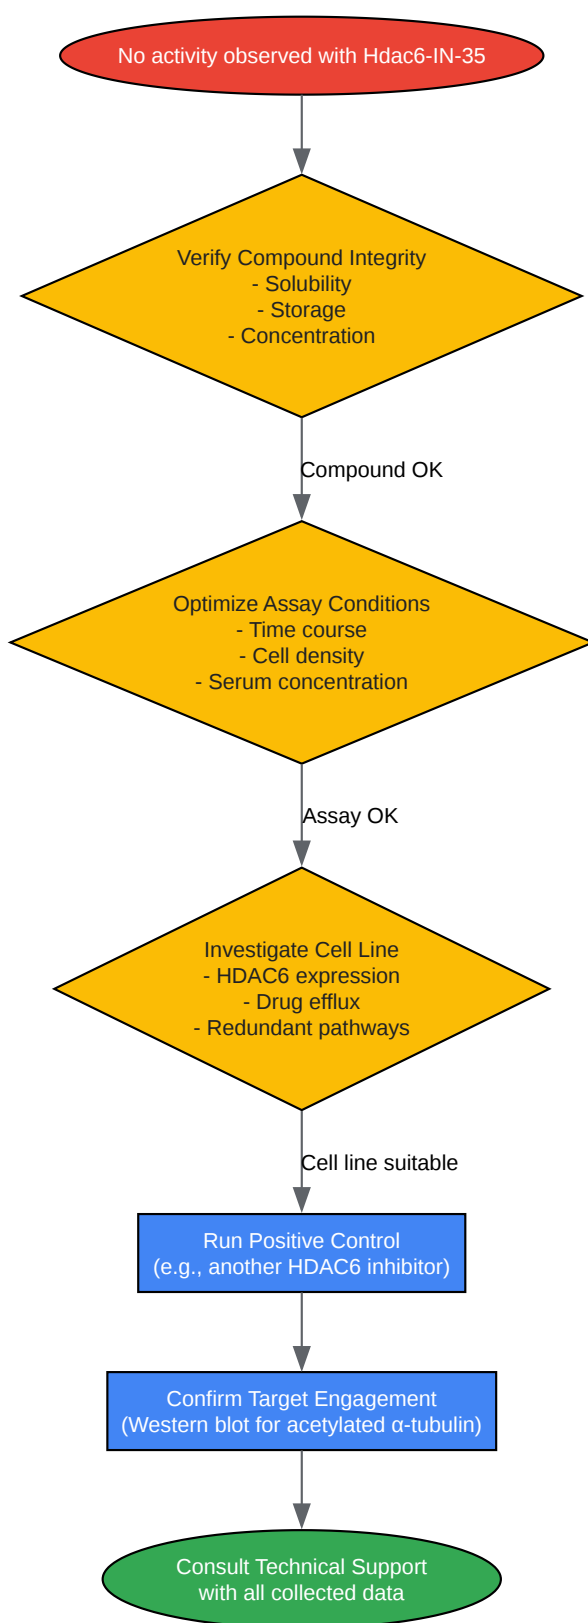 No activity observed with Hdac6-IN-35
Verify Compound Integrity
- Solubility
- Storage
- Concentration
Compound OK
Optimize Assay Conditions
- Time course
- Cell density
- Serum concentration
Assay OK
Investigate Cell Line
- HDAC6 expression
- Drug efflux
- Redundant pathways
Cell line suitable
Run Positive Control
(e.g., another HDAC6 inhibitor)
Confirm Target Engagement
(Western blot for acetylated α-tubulin)
Consult Technical Support
with all collected data